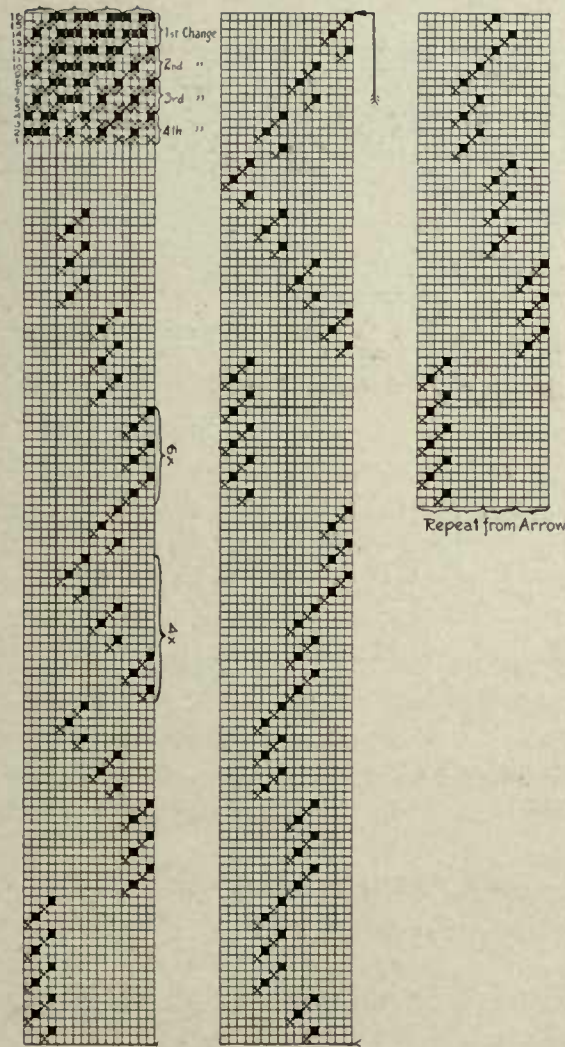 1st Change
2nd "
3rd "
4th "
6x
4x
Repeat from Arrow